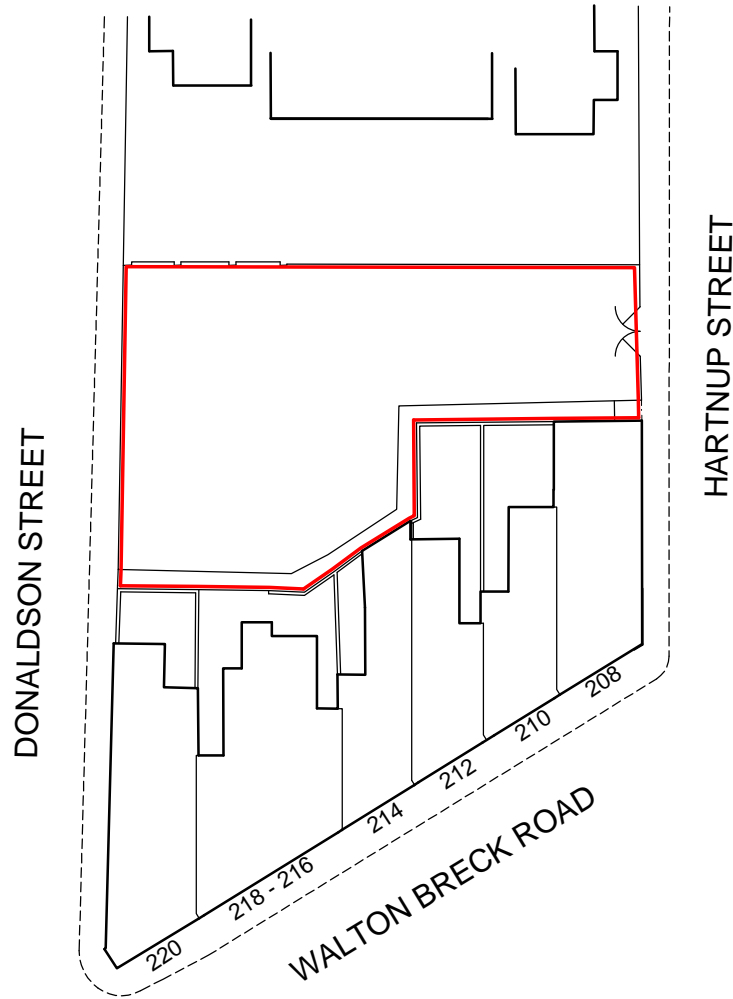 HARTNUP STREET
DONALDSON STREET
208
210
212
214
218 - 216
220
WALTON BRECK ROAD